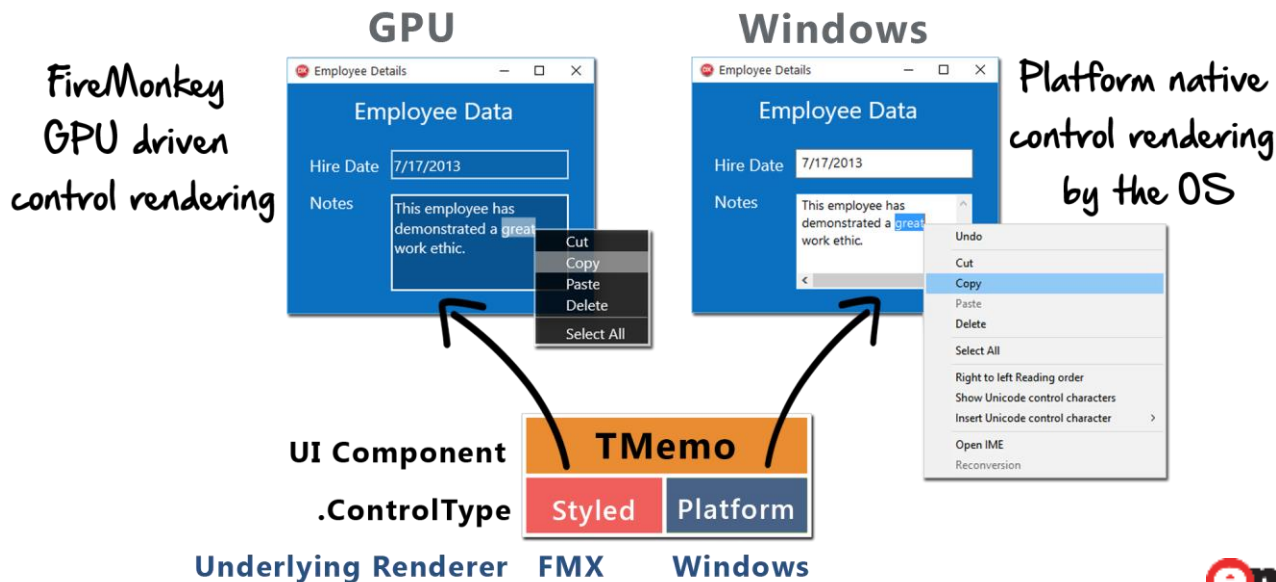 GPU
Windows
FireMonkey
GPU driven
control rendering
Employee Details
Employee Data
Hire Date 7/17/2013
Notes
This employee has
demonstrated a great
work ethic.
Cut
Copy
Paste
Delete
Select All
Employee Details
Employee Data
Hire Date 7/17/2013
Notes
This employee has
demonstrated a great
work ethic.
Undo
Cut
Copy
Paste
Delete
Select All
Right to left Reading order
Show Unicode control characters
Insert Unicode control character
Open IME
Reconversion
Platform native
control rendering
by the OS
UI Component
TMemo
.ControlType
Styled
Platform
Underlying Renderer FMX Windows